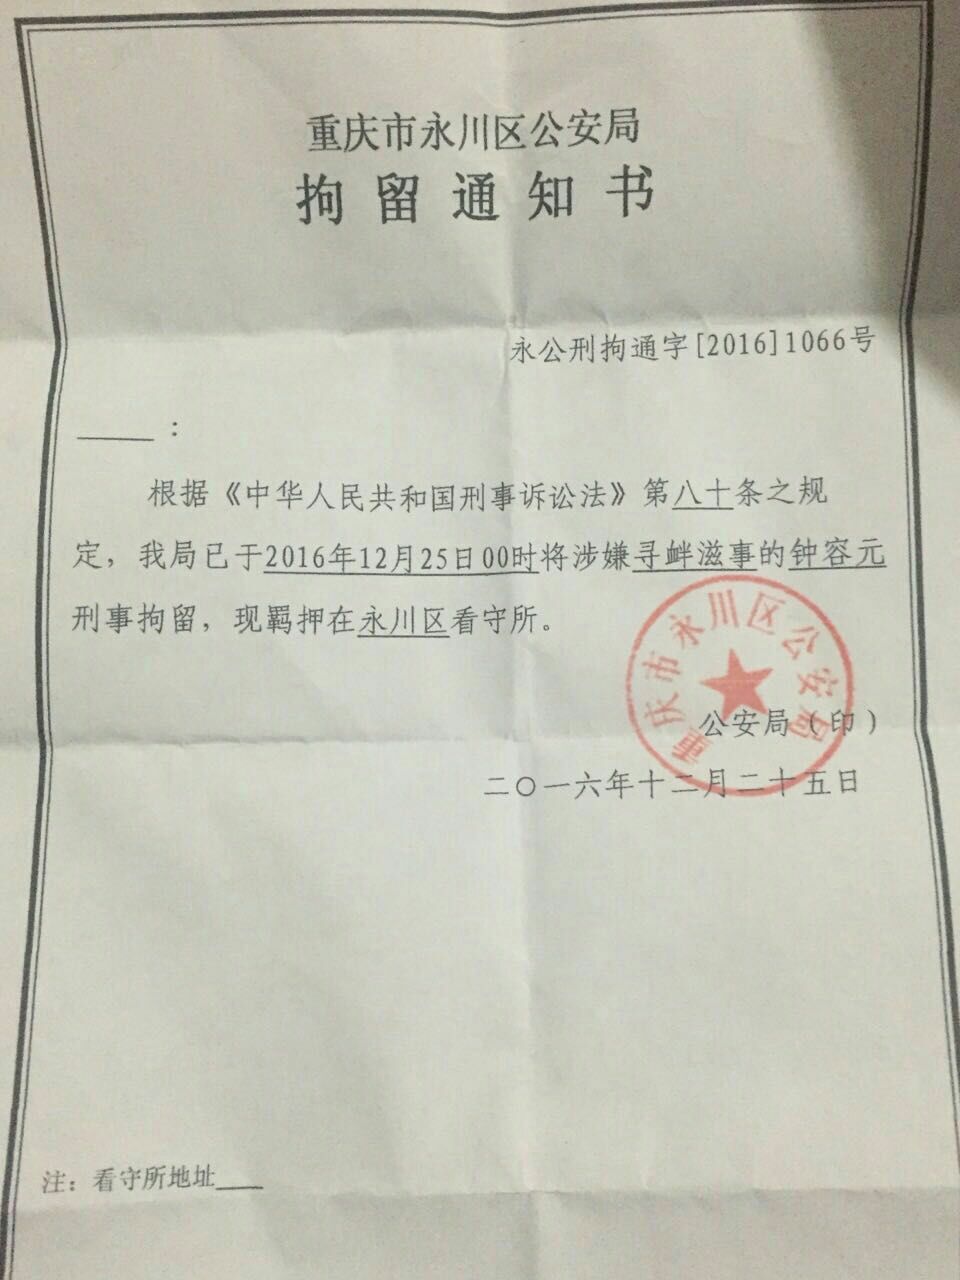 重庆市永川区公安局
拘留通知书
永公刑拘通字[2016]1066号
____：
根据《中华人民共和国刑事诉讼法》第八十条之规
定，我局已于2016年12月25日00时将涉嫌寻衅滋事的钟容元
刑事拘留，现羁押在永川区看守所。
重庆市永川区公安局
公安局（印）
二〇一六年十二月二十五日
注：看守所地址___